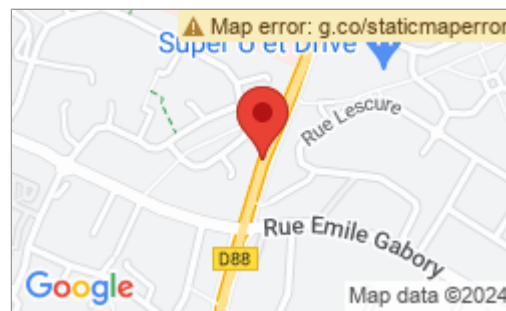 Map error: g.co/staticmaperror
Super U et Drive
Rue Lescure
Rue Emile Gabory
D88
Google
Map data ©2024